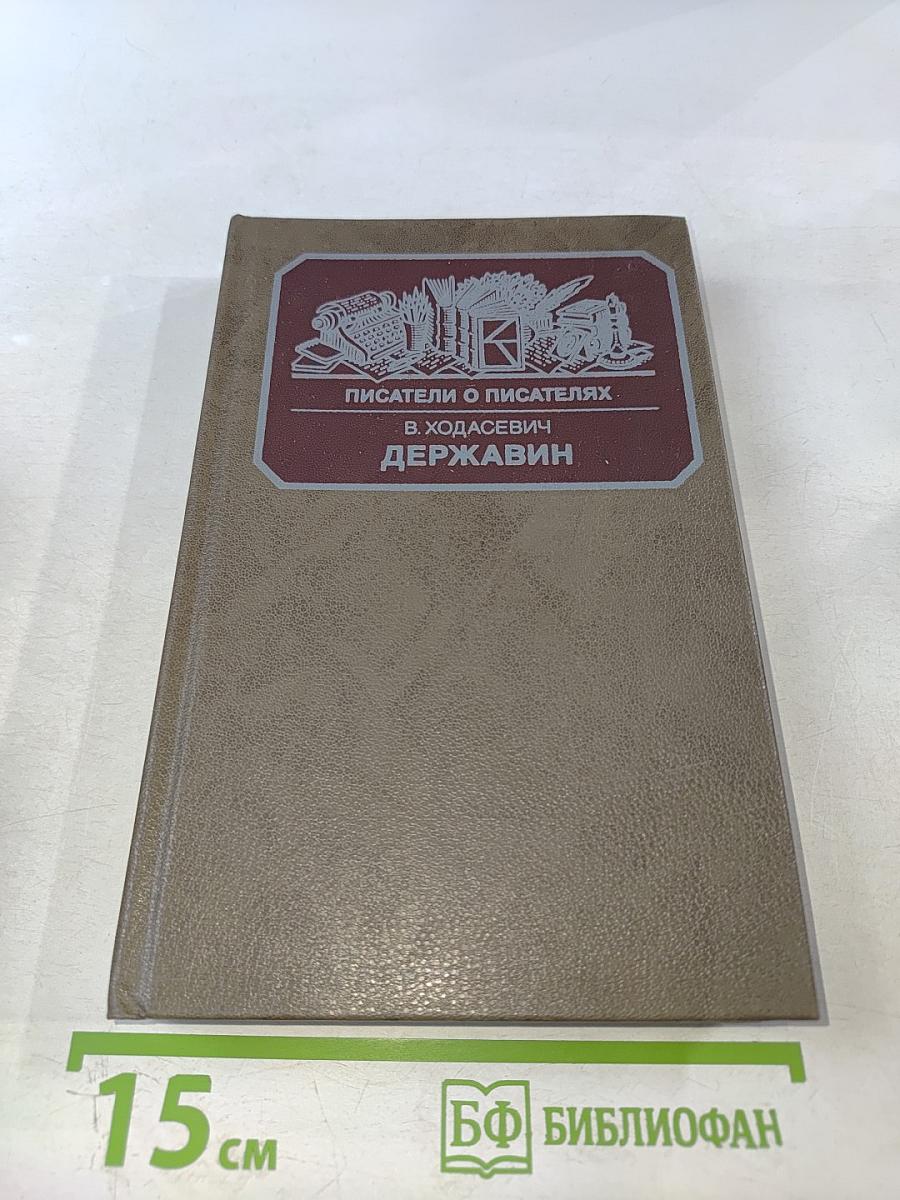 ПИСАТЕЛИ О ПИСАТЕЛЯХ
В. ХОДАСЕВИЧ
ДЕРЖАВИН
15 см
БФ БИБЛИОФАН